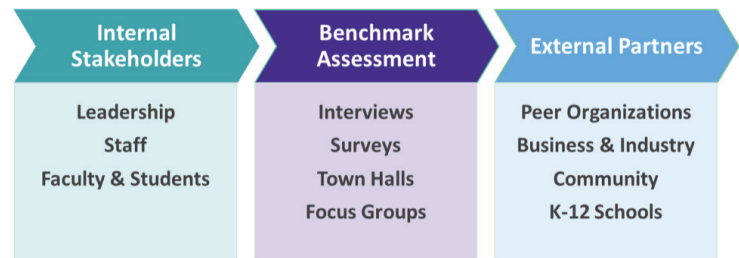 Internal
Stakeholders
Leadership
Staff
Faculty & Students
Benchmark
Assessment
Interviews
Surveys
Town Halls
Focus Groups
External Partners
Peer Organizations
Business & Industry
Community
K-12 Schools